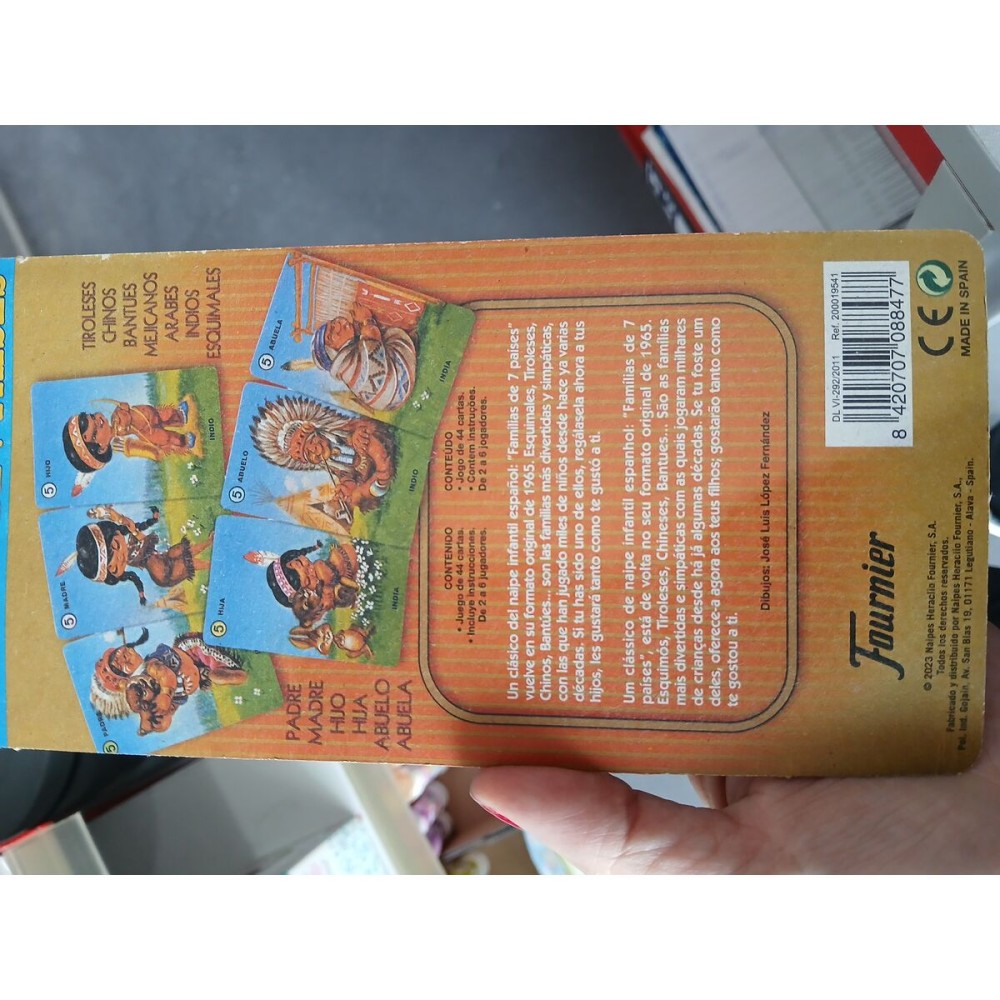 TIROLESES
CHINOS
BANTUES
MEJICANOS
ARABES
INDIOS
ESQUIMALES
5 PADRE
5 MADRE
5 HIJO
INDIO
5 HIJA
INDIA
5 ABUELO
INDIO
5 ABUELA
INDIA
PADRE
MADRE
HIJO
HIJA
ABUELO
ABUELA
CONTENIDO
• Juego de 44 cartas.
• Incluye instrucciones.
De 2 a 6 jugadores.
CONTEÚDO
• Jogo de 44 cartas.
• Contem instruções.
De 2 a 6 jogadores.
Un clásico del naipe infantil español: "Familias de 7 países"
vuelve en su formato original de 1965. Esquimales, Tiroleses,
Chinos, Bantúes... son las familias más divertidas y simpáticas,
con las que han jugado miles de niños desde hace ya varias
décadas. Si tu has sido uno de ellos, regálasela ahora a tus
hijos, les gustará tanto como te gustó a ti.
Um clássico de naipe infantil espanhol: "Famílias de 7
países", está de volta no seu formato original de 1965.
Esquimós, Tiroleses, Chineses, Bantue... São as famílias
mais divertidas e simpáticas com as quais jogaram milhares
de crianças desde há já algumas décadas. Se tu foste um
deles, oferece-a agora aos teus filhos; gostarão tanto como
te gostou a ti.
Dibujos: José Luis López Fernández
Fournier
© 2023 Naipes Heraclio Fournier, S.A.
Todos los derechos reservados.
Fabricado y distribuido por Naipes Heraclio Fournier, S.A.,
Pol. Ind. Gojain, Av. San Blas 19, 01171 Legutiano - Alava - Spain.
DL VI-292/2011 Ref. 200019541
8 420707 088477
CE
MADE IN SPAIN